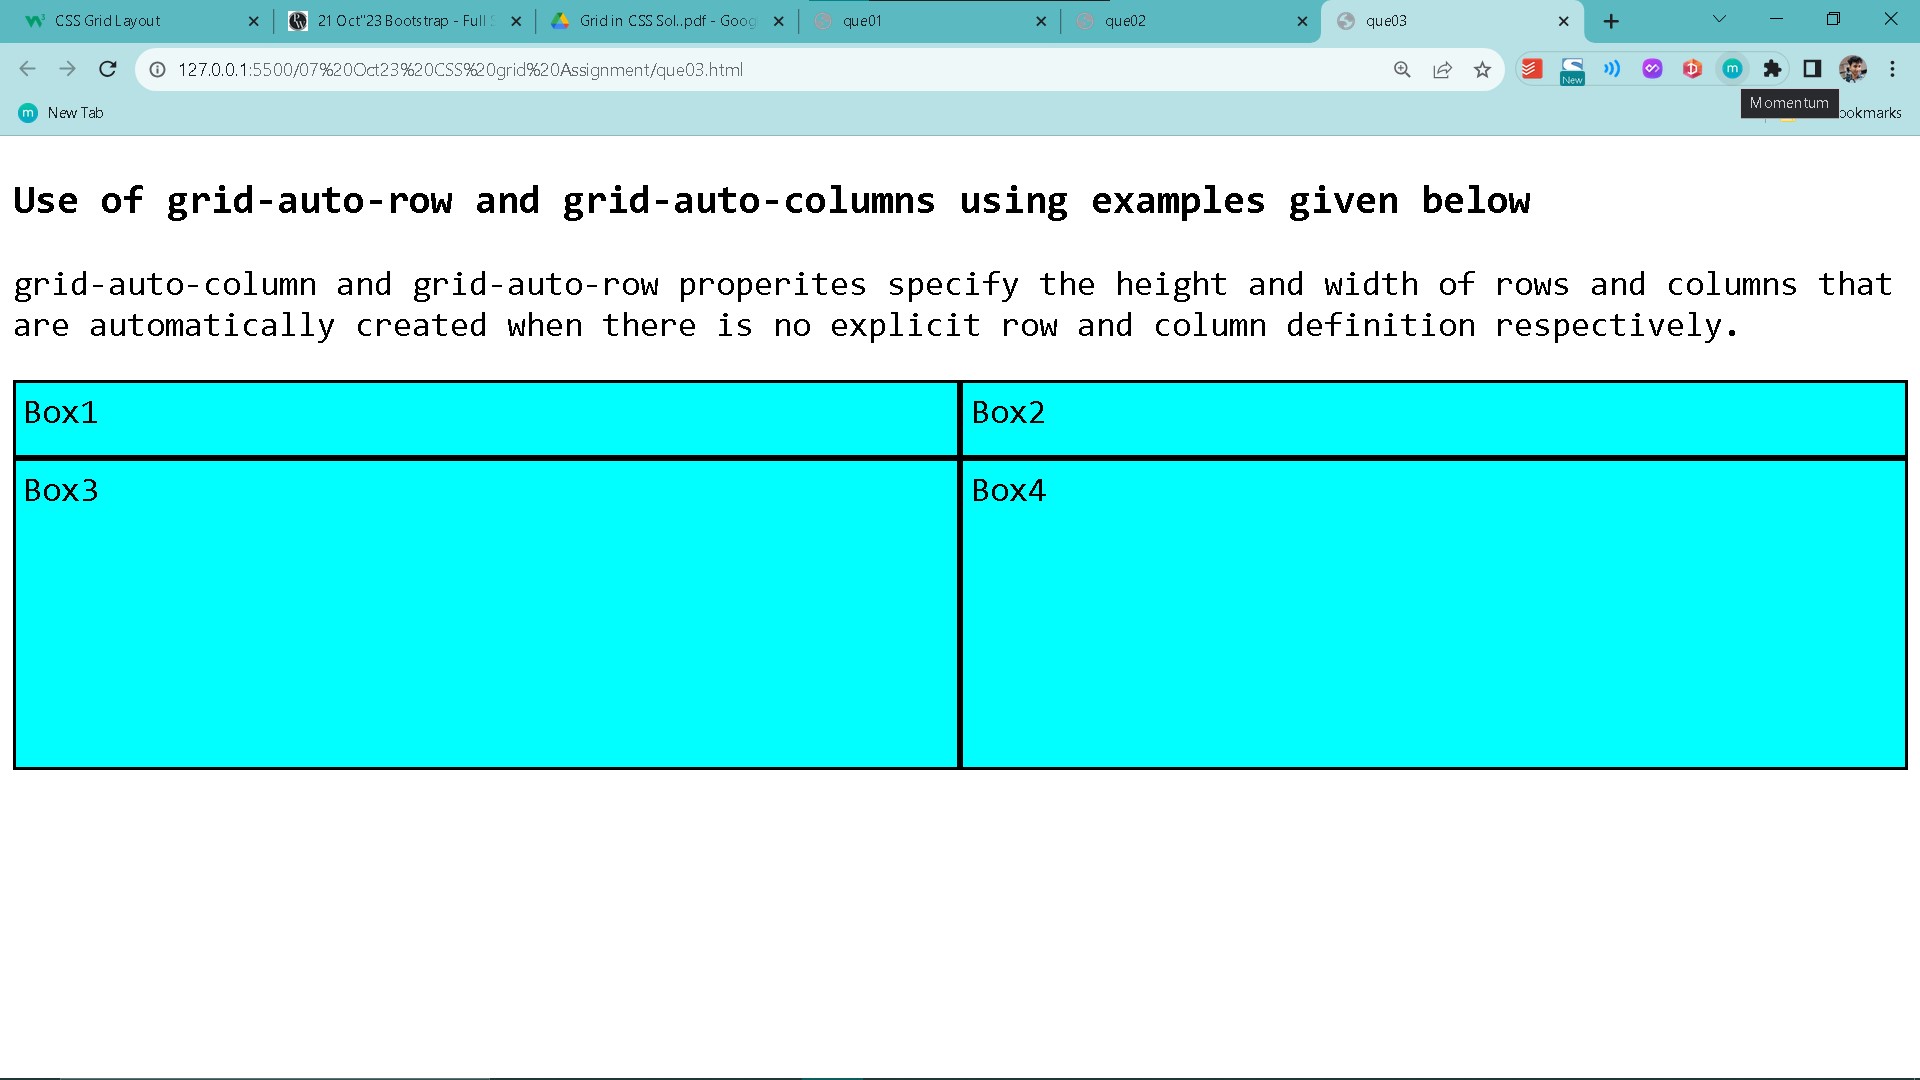 CSS Grid Layout
21 Oct''23 Bootstrap - Full
Grid in CSS Sol..pdf - Goog
que01
que02
que03
127.0.0.1:5500/07%20Oct23%20CSS%20grid%20Assignment/que03.html
New
m
m New Tab
Momentum
ookmarks
Use of grid-auto-row and grid-auto-columns using examples given below
grid-auto-column and grid-auto-row properites specify the height and width of rows and columns that
are automatically created when there is no explicit row and column definition respectively.
Box1
Box2
Box3
Box4